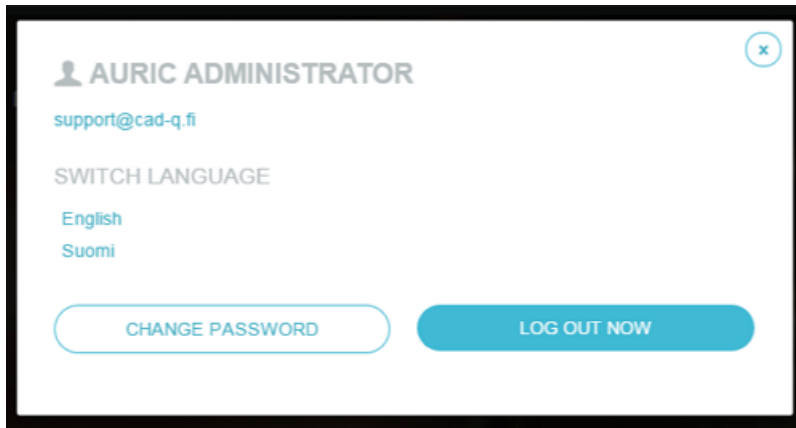 x
AURIC ADMINISTRATOR
support@cad-q.fi
SWITCH LANGUAGE
English
Suomi
CHANGE PASSWORD
LOG OUT NOW